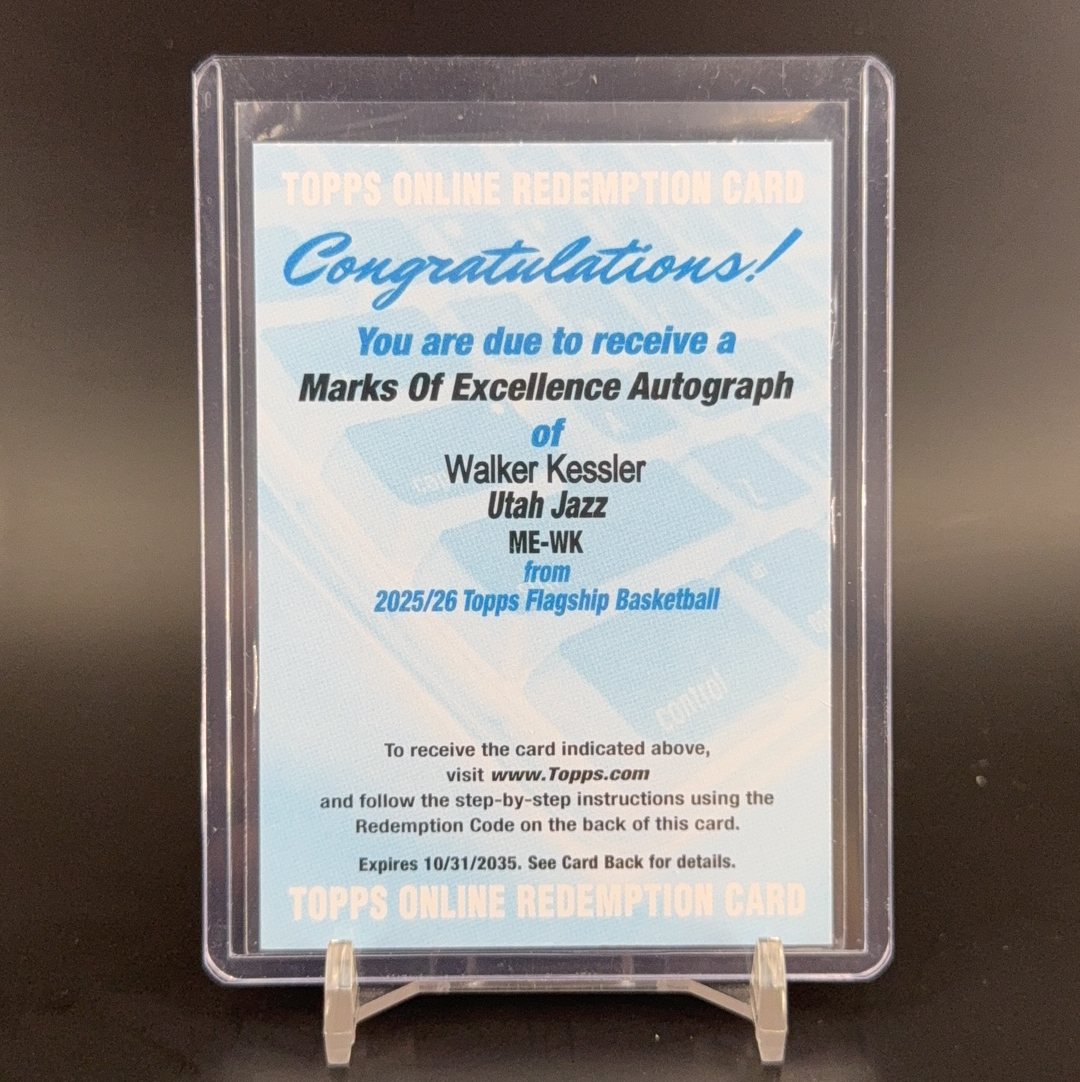 TOPPS ONLINE REDEMPTION CARD
Congratulations!
You are due to receive a
Marks Of Excellence Autograph
of
Walker Kessler
Utah Jazz
ME-WK
from
2025/26 Topps Flagship Basketball
control
To receive the card indicated above,
visit www.Topps.com
and follow the step-by-step instructions using the
Redemption Code on the back of this card.
Expires 10/31/2035. See Card Back for details.
TOPPS ONLINE REDEMPTION CARD